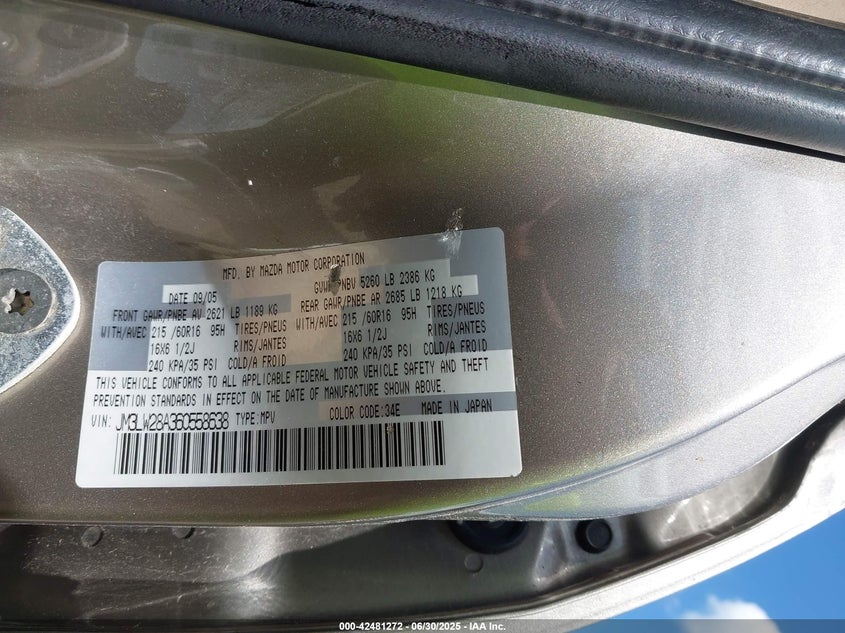 MFD. BY MAZDA MOTOR CORPORATION
DATE 09/05 GVWR/PNBV 5260 LB 2386 KG
FRONT GAWR/PNBE AV 2621 LB 1189 KG REAR GAWR/PNBE AR 2685 LB 1218 KG
WITH/AVEC 215 /60R16 95H TIRES/PNEUS WITH/AVEC 215 /60R16 95H TIRES/PNEUS
16X6 1/2J RIMS/JANTES 16X6 1/2J RIMS/JANTES
240 KPA/35 PSI COLD/A FROID 240 KPA/35 PSI COLD/A FROID
THIS VEHICLE CONFORMS TO ALL APPLICABLE FEDERAL MOTOR VEHICLE SAFETY AND THEFT
PREVENTION STANDARDS IN EFFECT ON THE DATE OF MANUFACTURE SHOWN ABOVE.
VIN: JM3LW28A360558638 TYPE:MPV COLOR CODE:34E MADE IN JAPAN
000-42481272 - 06/30/2025 - IAA Inc.